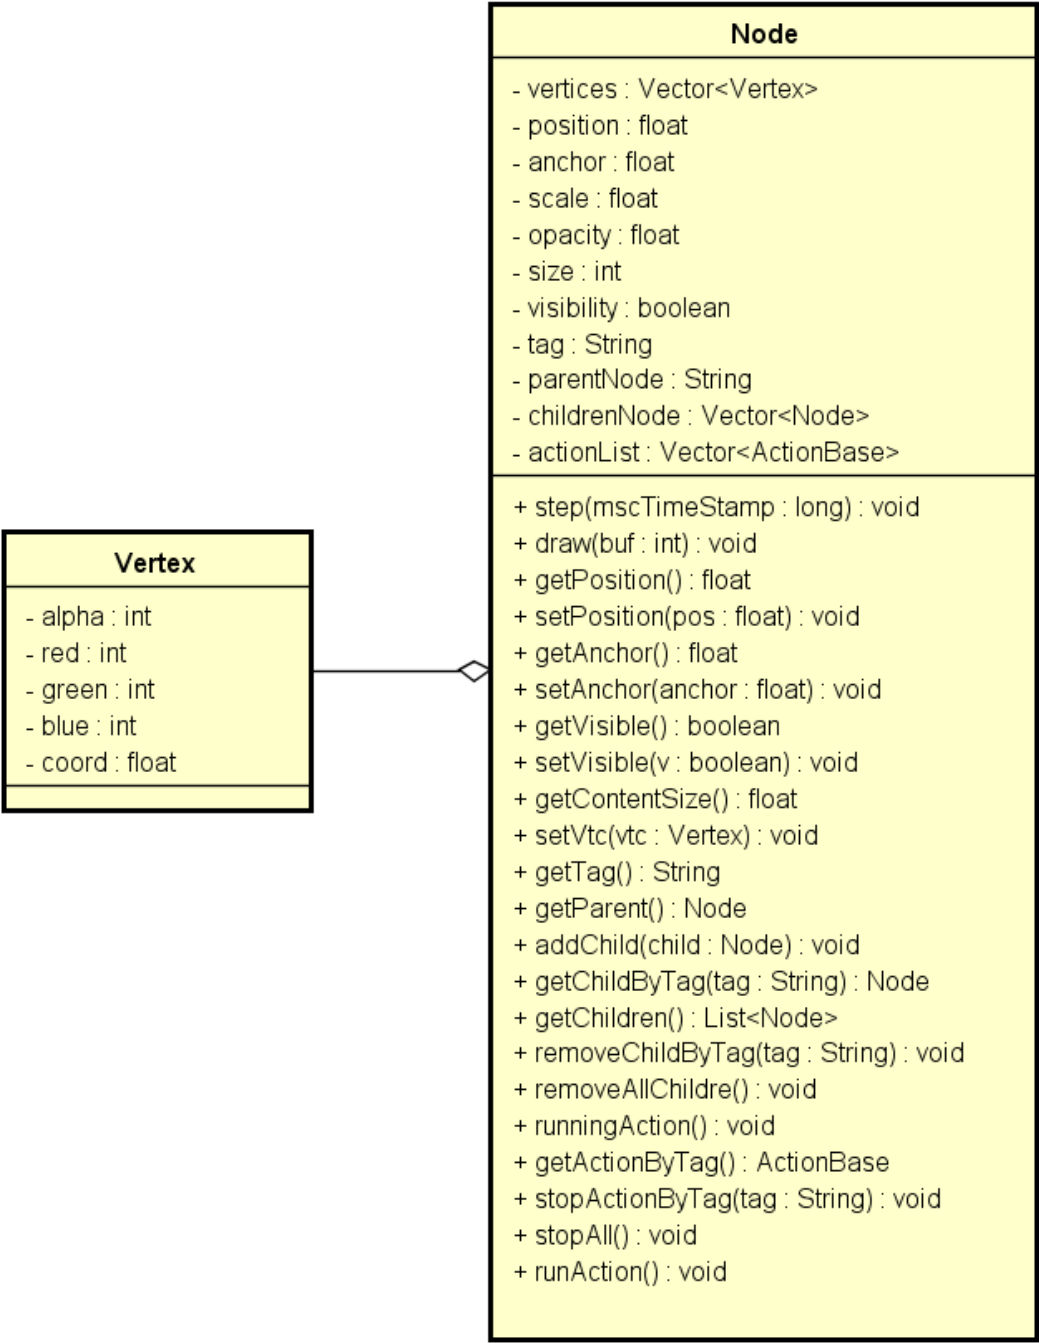 Node
- vertices : Vector<Vertex>
- position : float
- anchor : float
- scale : float
- opacity : float
- size : int
- visibility : boolean
- tag : String
- parentNode : String
- childrenNode : Vector<Node>
- actionList : Vector<ActionBase>
+ step(mscTimeStamp : long) : void
+ draw(buf : int) : void
+ getPosition() : float
+ setPosition(pos : float) : void
+ getAnchor() : float
+ setAnchor(anchor : float) : void
+ getVisible() : boolean
+ setVisible(v : boolean) : void
+ getContentSize() : float
+ setVtc(vtc : Vertex) : void
+ getTag() : String
+ getParent() : Node
+ addChild(child : Node) : void
+ getChildByTag(tag : String) : Node
+ getChildren() : List<Node>
+ removeChildByTag(tag : String) : void
+ removeAllChildre() : void
+ runningAction() : void
+ getActionByTag() : ActionBase
+ stopActionByTag(tag : String) : void
+ stopAll() : void
+ runAction() : void
Vertex
- alpha : int
- red : int
- green : int
- blue : int
- coord : float